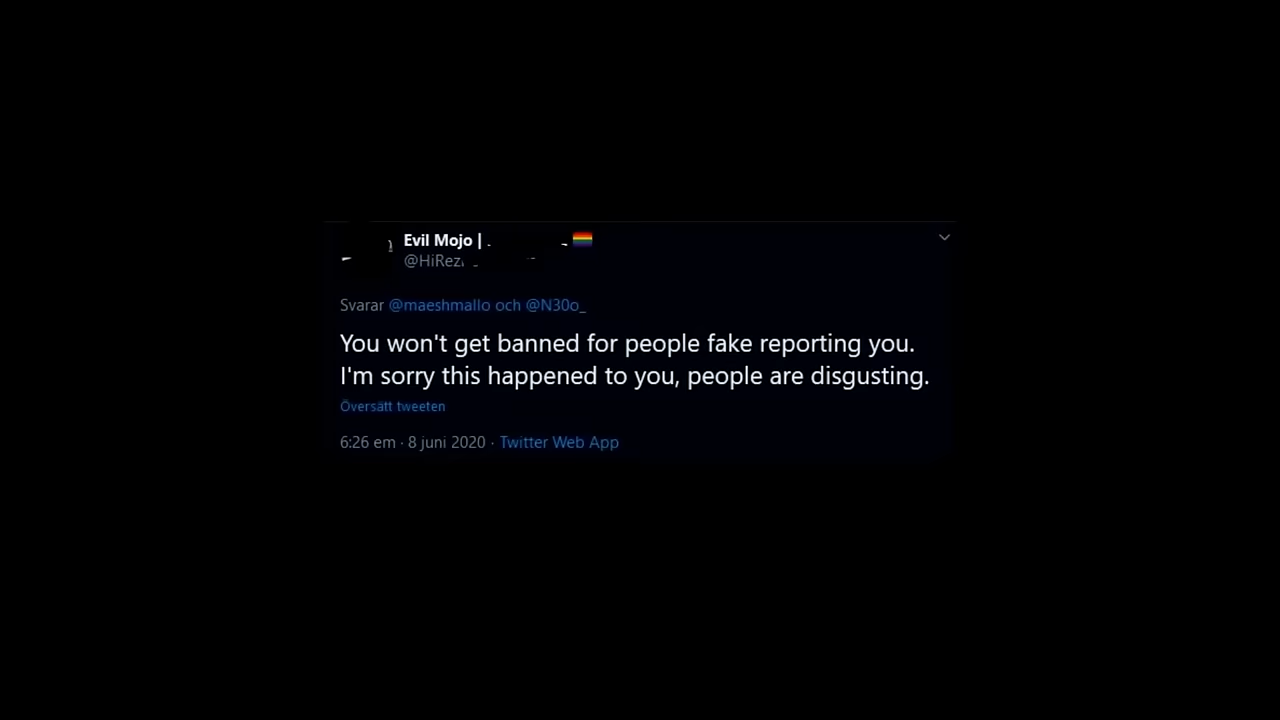 Evil Mojo |
@HiRez
Svarar @maeshmallo och @N30o_
You won't get banned for people fake reporting you.
I'm sorry this happened to you, people are disgusting.
Översätt tweeten
6:26 em · 8 juni 2020 · Twitter Web App